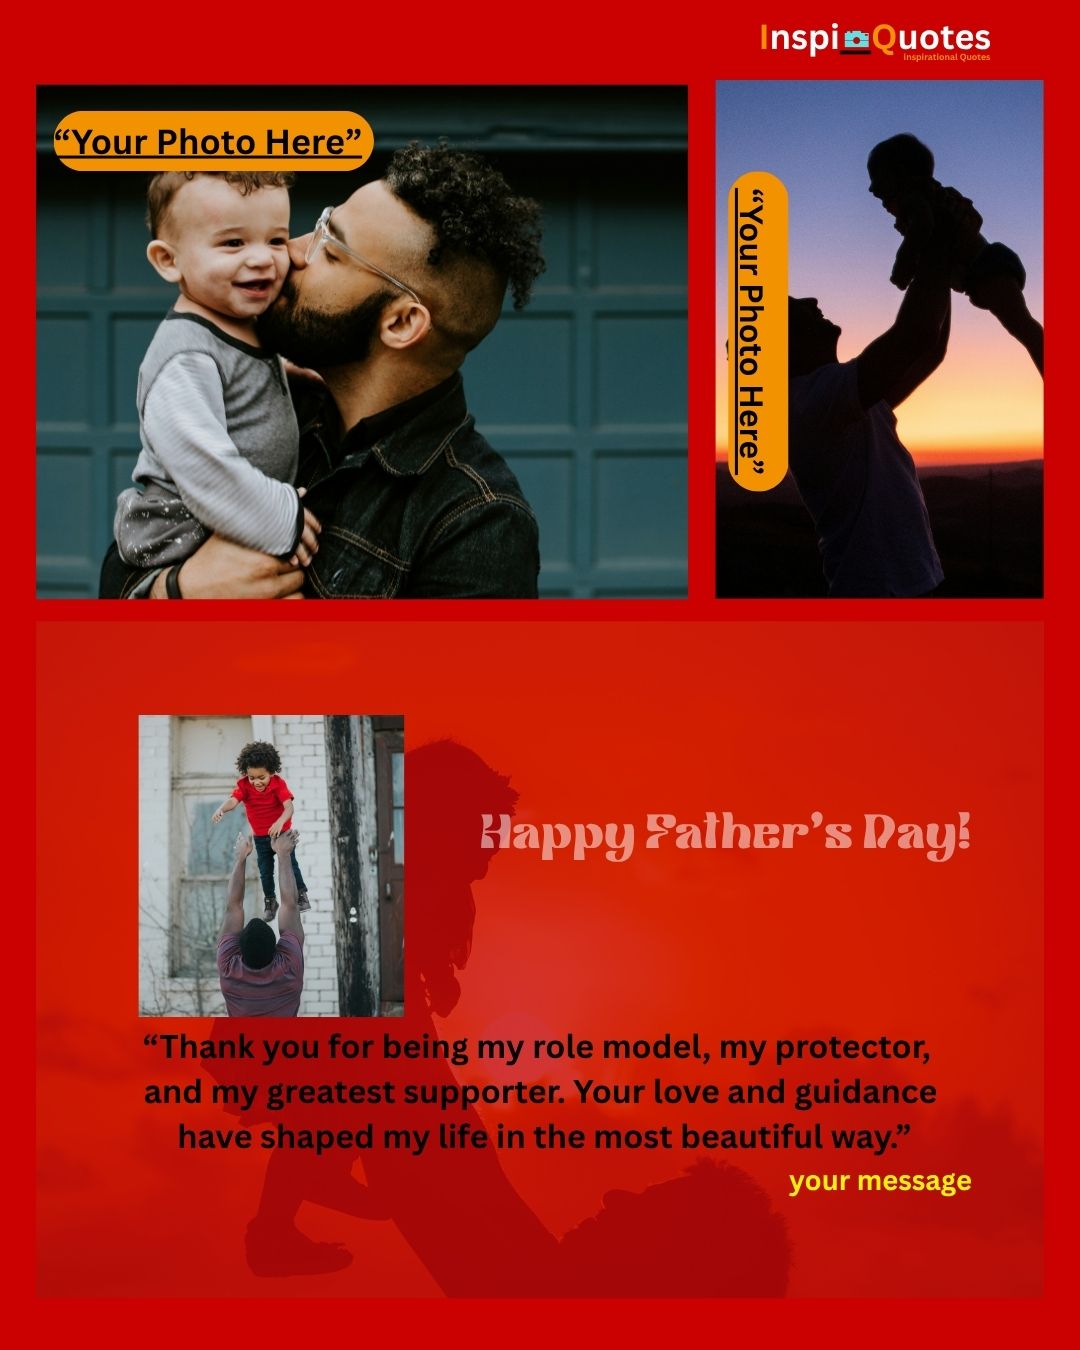 InspiQuotes
inspirational Quotes
“Your Photo Here”
“Your Photo Here”
Happy Father’s Day!
“Thank you for being my role model, my protector,
and my greatest supporter. Your love and guidance
have shaped my life in the most beautiful way.”
your message